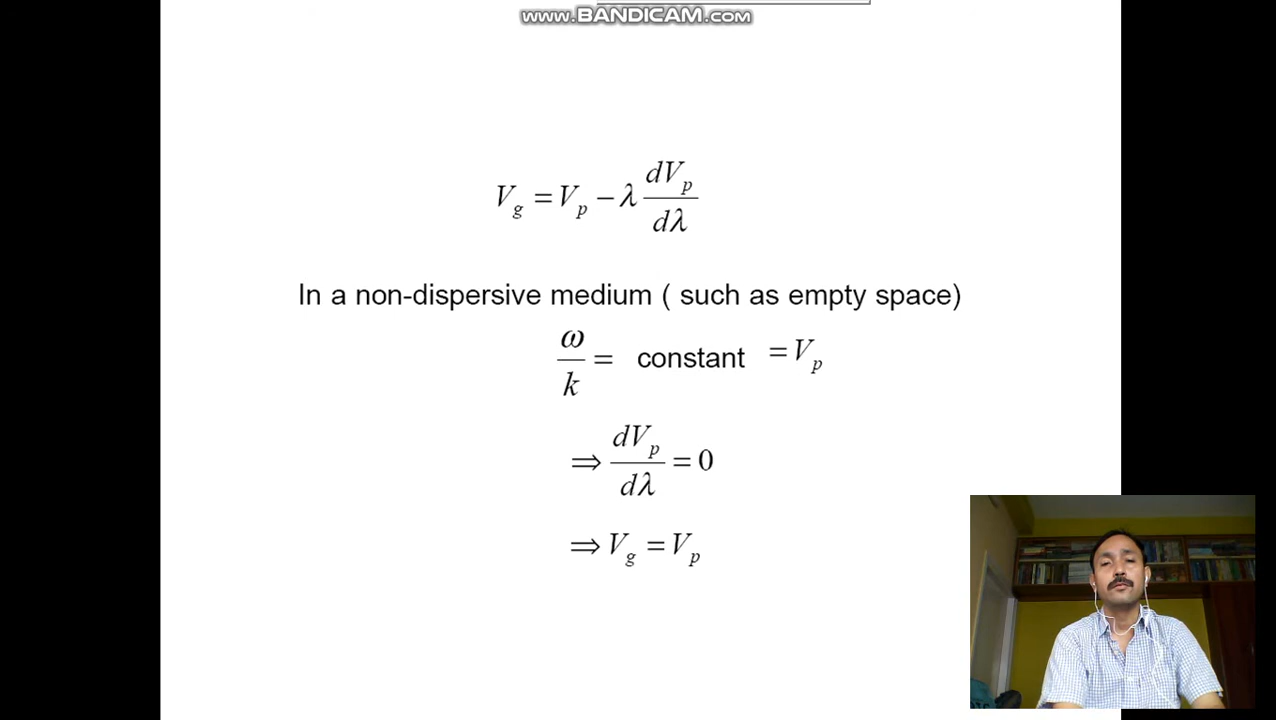 www.BANDICAM.com
V_g = V_p − λ dV_p/dλ
In a non-dispersive medium ( such as empty space)
ω/k = constant = V_p
⇒ dV_p/dλ = 0
⇒ V_g = V_p